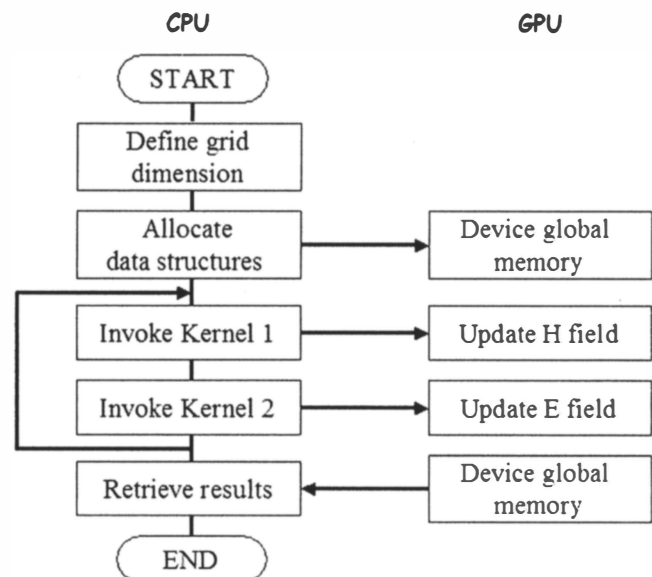 CPU
GPU
START
Define grid
dimension
Allocate
data structures
Device global
memory
Invoke Kernel 1
Update H field
Invoke Kernel 2
Update E field
Retrieve results
Device global
memory
END